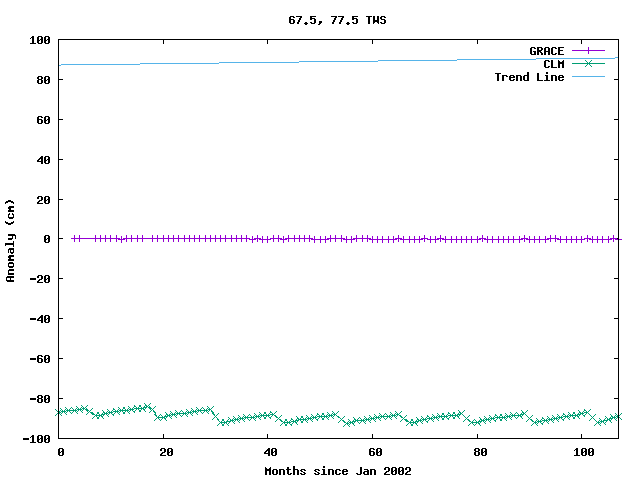 67.5, 77.5 TWS
GRACE
CLM
Trend Line
100
80
60
40
20
0
-20
-40
-60
-80
-100
Anomaly (cm)
0 20 40 60 80 100
Months since Jan 2002